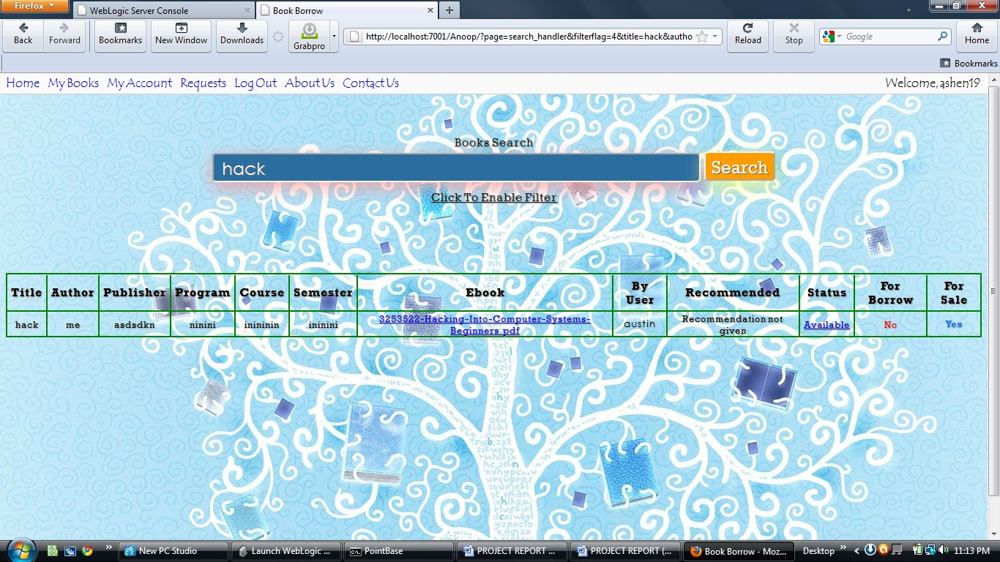 Firefox
WebLogic Server Console
Book Borrow
Back
Forward
Bookmarks
New Window
Downloads
Grabpro
http://localhost:7001/Anoop/?page=search_handler&filterflag=4&title=hack&autho
Reload
Stop
Google
Home
Bookmarks
Home My Books My Account Requests Log Out About Us Contact Us
Welcome, ashen19
Books Search
hack
Search
Click To Enable Filter
Title Author Publisher Program Course Semester Ebook By User Recommended Status For Borrow For Sale
hack me asdsdkn ninini inininin ininini 3253522-Hacking-Into-Computer-Systems-
Beginners.pdf
austin
Recommendation not
given
Available
No
Yes
New PC Studio
Launch WebLogic ...
PointBase
PROJECT REPORT ...
PROJECT REPORT (...
Book Borrow - Moz...
Desktop
11:13 PM